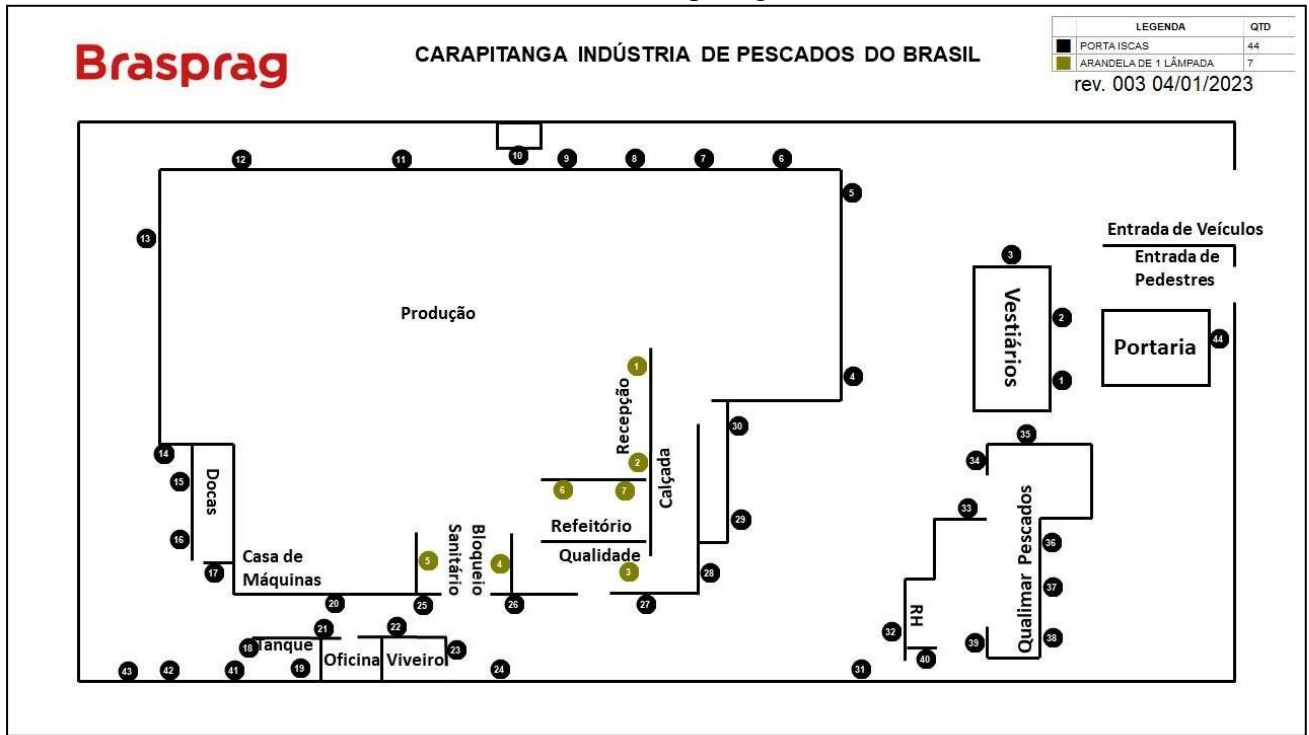 Brasprag
CARAPITANGA INDÚSTRIA DE PESCADOS DO BRASIL
LEGENDA QTD
PORTA ISCAS 44
ARANDELA DE 1 LÂMPADA 7
rev. 003 04/01/2023
12 11 10 9 8 7 6
5
13
Entrada de Veículos
Entrada de
Pedestres
3
Vestiários
2
1
Portaria
44
Produção
1
Recepção
2
4
Calçada
30
14
15
Docas
16
17
6 7
Refeitório
29
Qualidade
Casa de
Máquinas
5
Bloqueio
Sanitário
4
3
28
20 25 26 27
35
34
33
Qualimar Pescados
36
37
38
39
RH
32
40
21 22
18
Tanque
23
Oficina
Viveiro
43 42 41 19 24 31